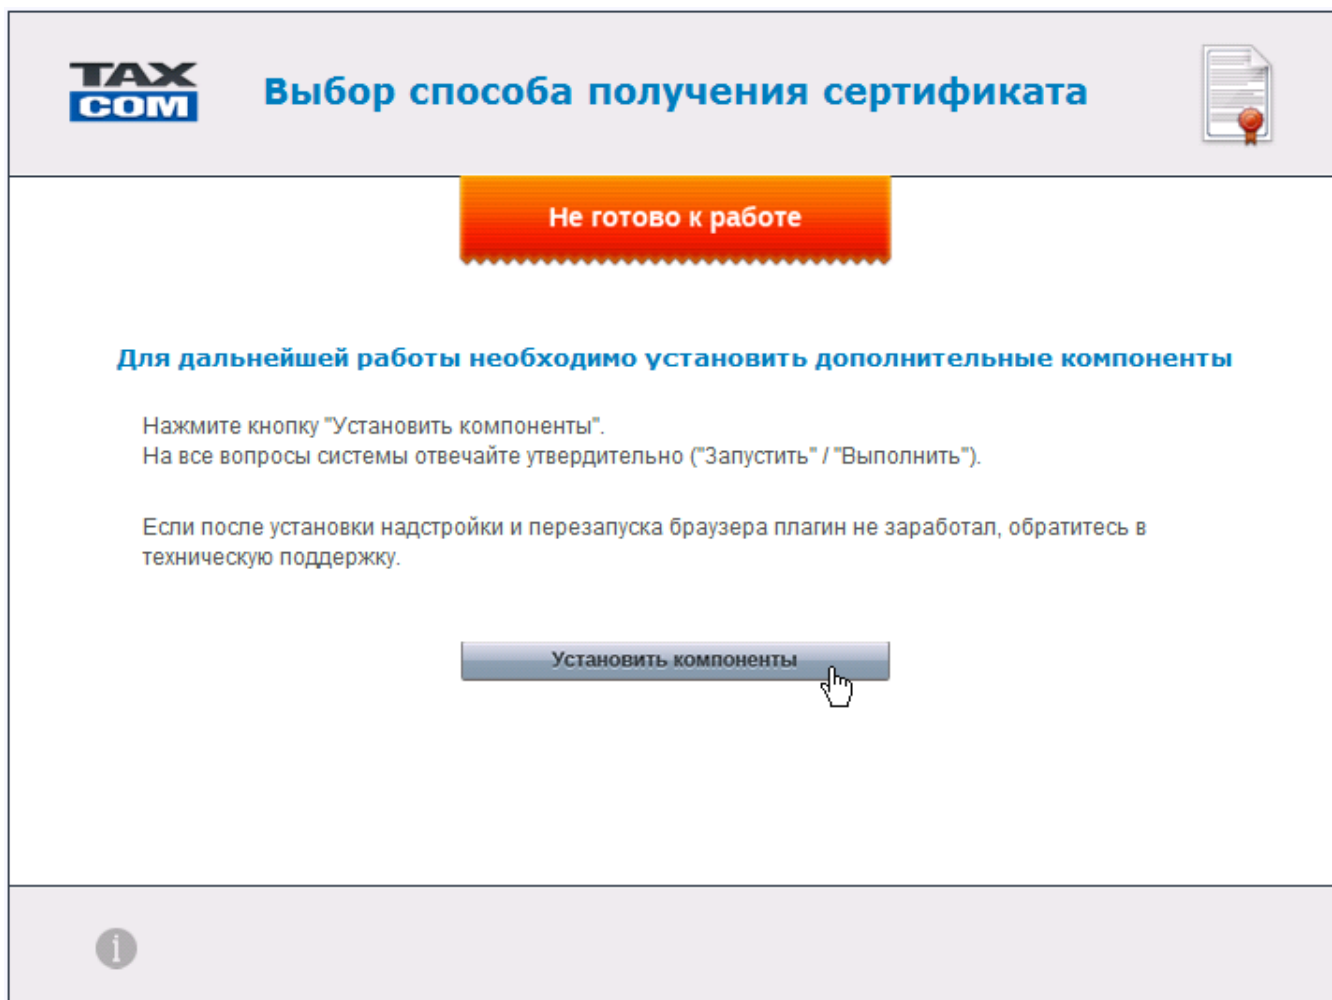 TAX
COM
Выбор способа получения сертификата
Не готово к работе
Для дальнейшей работы необходимо установить дополнительные компоненты
Нажмите кнопку "Установить компоненты".
На все вопросы системы отвечайте утвердительно ("Запустить" / "Выполнить").
Если после установки надстройки и перезапуска браузера плагин не заработал, обратитесь в
техническую поддержку.
Установить компоненты
i